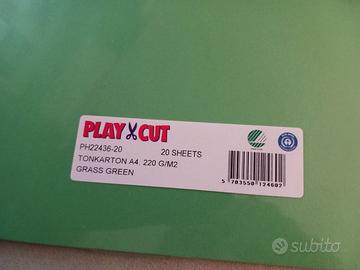 PLAY CUT
PH22436-20 20 SHEETS
TONKARTON A4. 220 G/M2
GRASS GREEN
5 703550 124607
subito